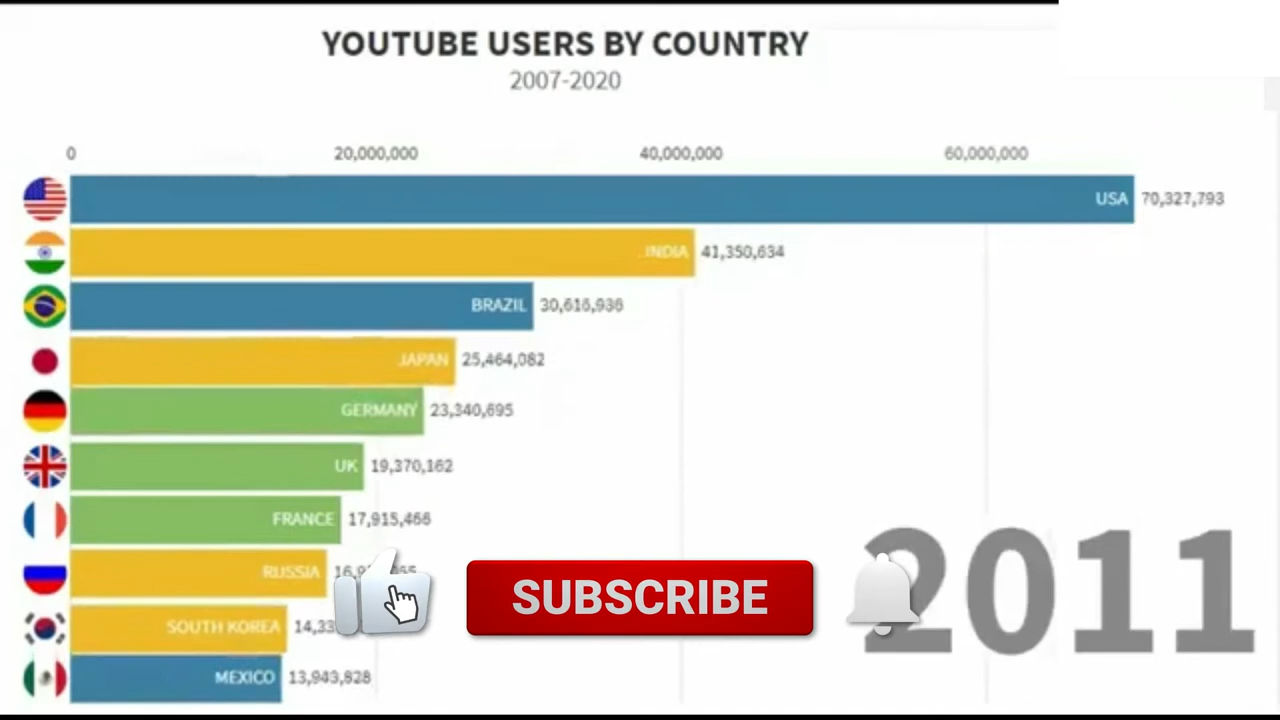 YOUTUBE USERS BY COUNTRY
2007-2020
0 20,000,000 40,000,000 60,000,000
USA 70,327,793
INDIA 41,350,634
BRAZIL 30,616,936
JAPAN 25,464,082
GERMANY 23,340,695
UK 19,370,162
FRANCE 17,915,466
RUSSIA
SOUTH KOREA
MEXICO 13,943,828
SUBSCRIBE
2011